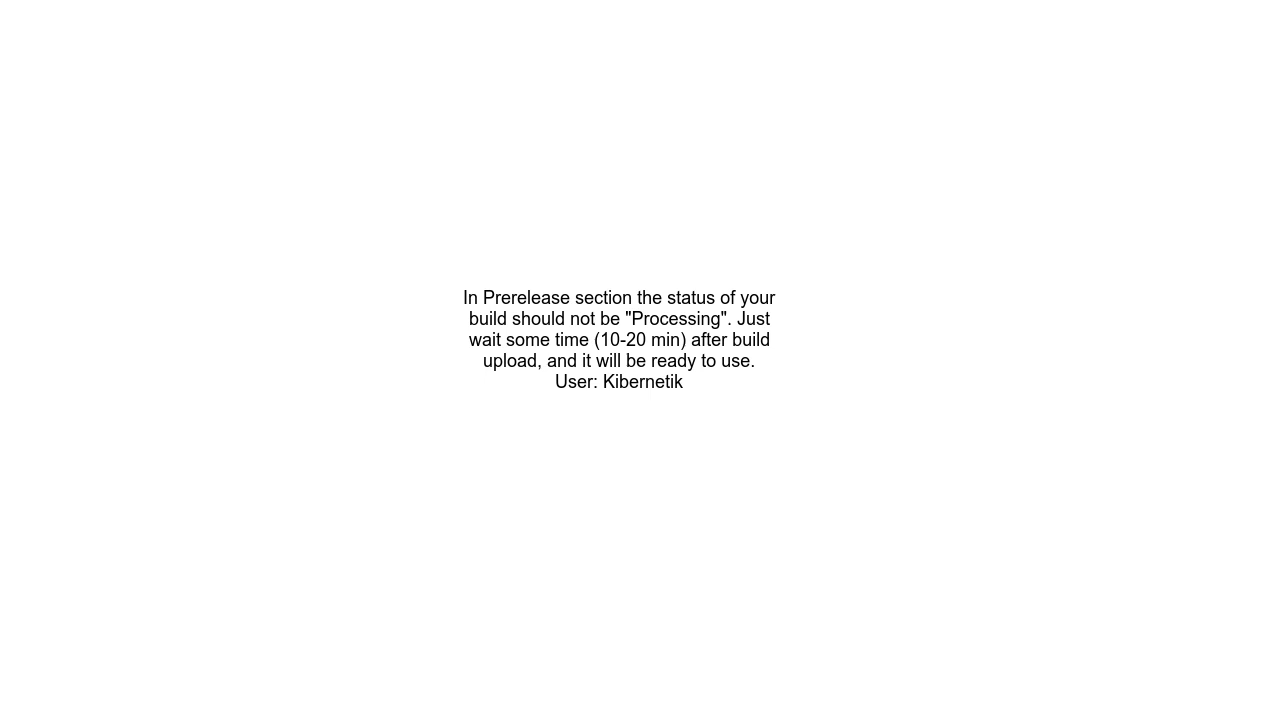 In Prerelease section the status of your
build should not be "Processing". Just
wait some time (10-20 min) after build
upload, and it will be ready to use.
User: Kibernetik